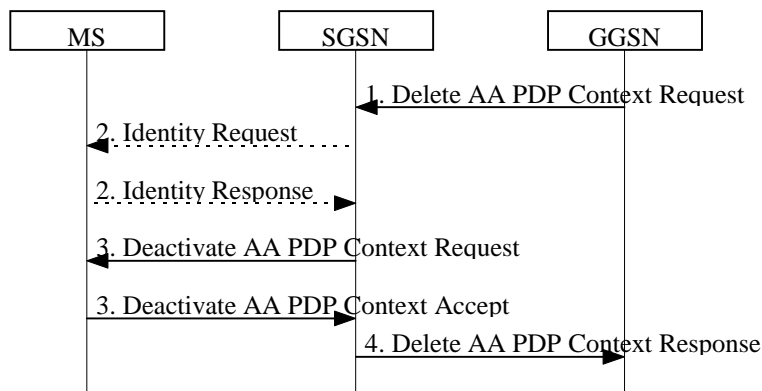 MS
SGSN
GGSN
1. Delete AA PDP Context Request
2. Identity Request
2. Identity Response
3. Deactivate AA PDP Context Request
3. Deactivate AA PDP Context Accept
4. Delete AA PDP Context Response